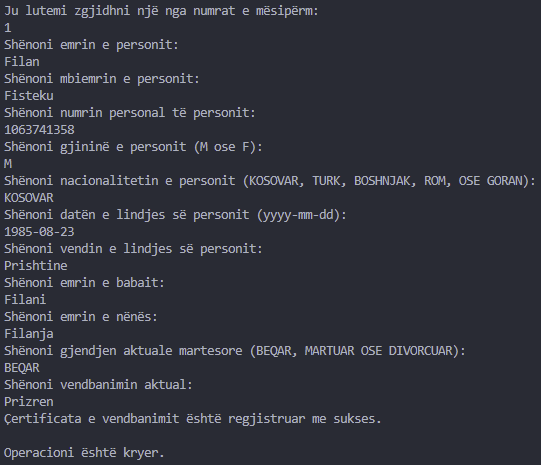 Ju lutemi zgjidhni një nga numrat e mësipërm:
1
Shënoni emrin e personit:
Filan
Shënoni mbiemrin e personit:
Fisteku
Shënoni numrin personal të personit:
1063741358
Shënoni gjininë e personit (M ose F):
M
Shënoni nacionalitetin e personit (KOSOVAR, TURK, BOSHNJAK, ROM, OSE GORAN):
KOSOVAR
Shënoni datën e lindjes së personit (yyyy-mm-dd):
1985-08-23
Shënoni vendin e lindjes së personit:
Prishtine
Shënoni emrin e babait:
Filani
Shënoni emrin e nënës:
Filanja
Shënoni gjendjen aktuale martesore (BEQAR, MARTUAR OSE DIVORCUAR):
BEQAR
Shënoni vendbanimin aktual:
Prizren
Çertificata e vendbanimit është regjistruar me sukses.
Operacioni është kryer.